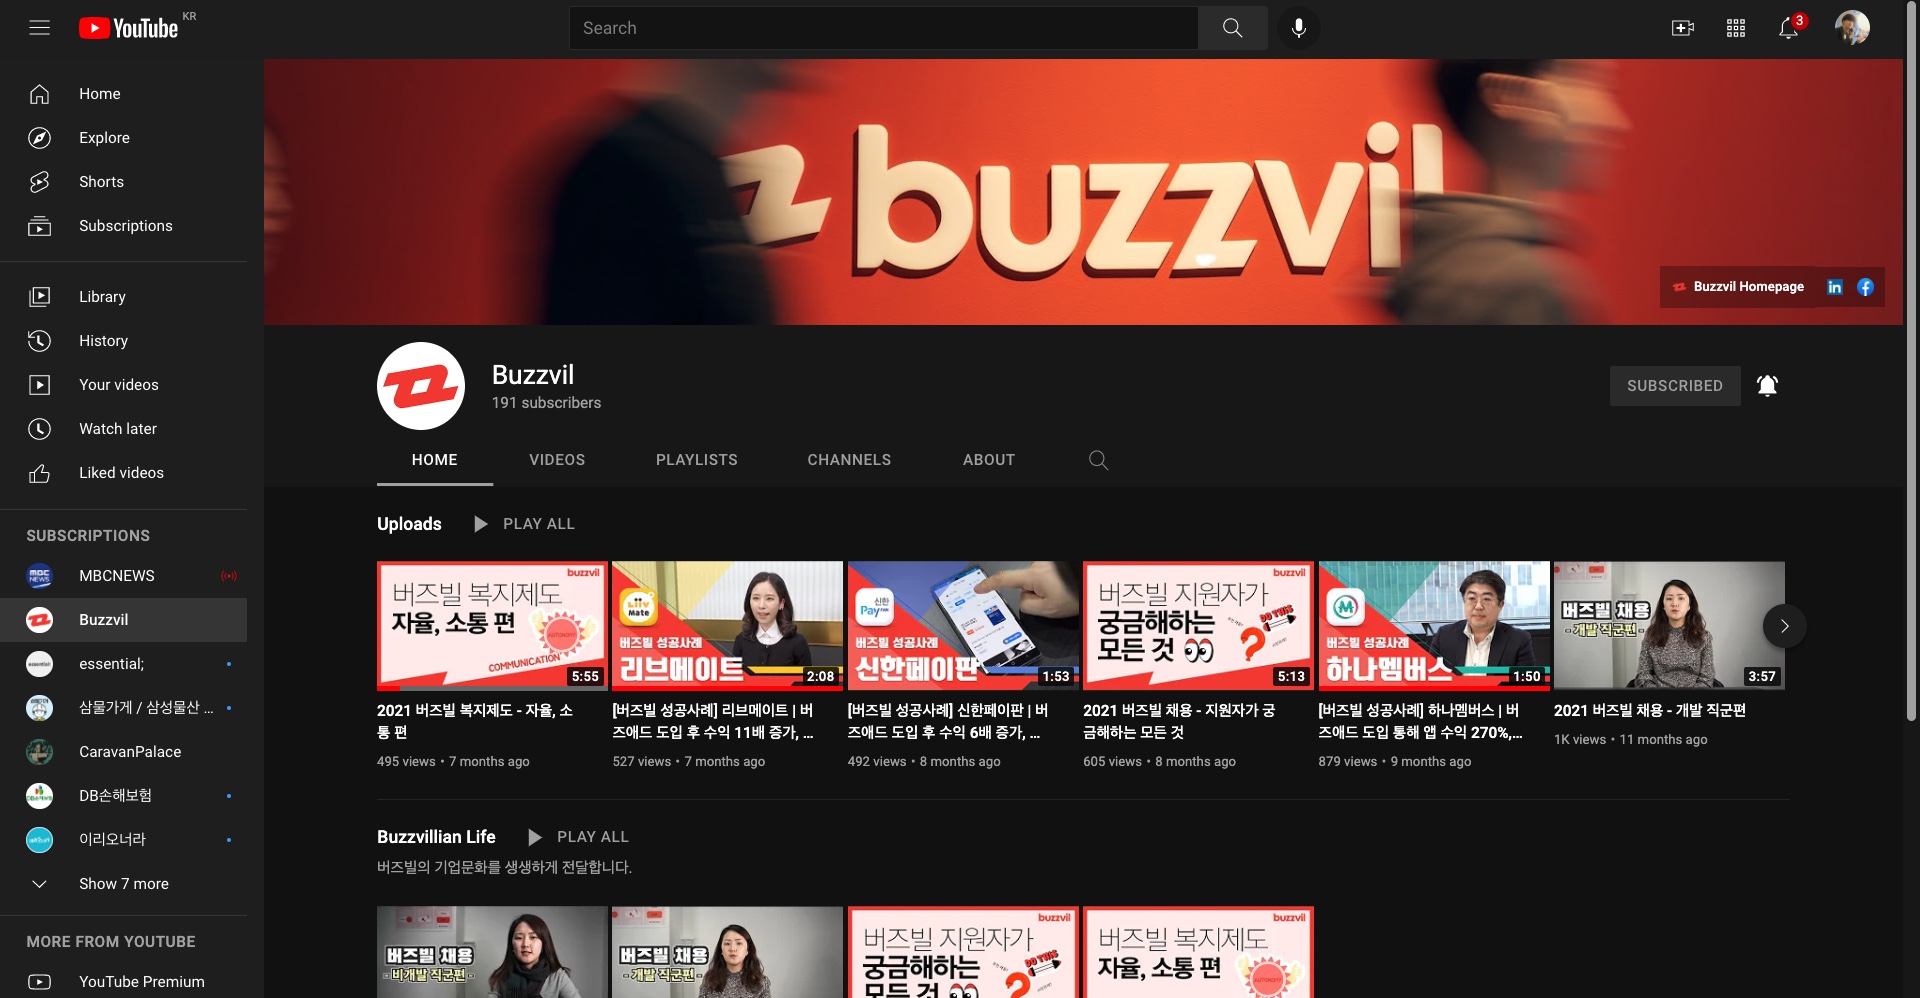 YouTube KR
Search
3
Home
Explore
Shorts
Subscriptions
Library
History
Your videos
Watch later
Liked videos
SUBSCRIPTIONS
MBCNEWS
Buzzvil
essential;
삼물가게 / 삼성물산 ...
CaravanPalace
DB손해보험
이리오너라
Show 7 more
MORE FROM YOUTUBE
YouTube Premium
buzzvil
Buzzvil Homepage
Buzzvil
191 subscribers
SUBSCRIBED
HOME VIDEOS PLAYLISTS CHANNELS ABOUT
Uploads PLAY ALL
buzzvil
버즈빌 복지제도
자율, 소통 편
AUTONOMY
COMMUNICATION
5:55
2021 버즈빌 복지제도 - 자율, 소
통 편
495 views • 7 months ago
Liiv
Mate
버즈빌 성공사례
리브메이트
2:08
[버즈빌 성공사례] 리브메이트 | 버
즈애드 도입 후 수익 11배 증가, ...
527 views • 7 months ago
신한
Pay
버즈빌 성공사례
신한페이판
1:53
[버즈빌 성공사례] 신한페이판 | 버
즈애드 도입 후 수익 6배 증가, ...
492 views • 8 months ago
buzzvil
버즈빌 지원자가
궁금해하는
모든 것
DO THIS
5:13
2021 버즈빌 채용 - 지원자가 궁
금해하는 모든 것
605 views • 8 months ago
버즈빌 성공사례
하나멤버스
1:50
[버즈빌 성공사례] 하나멤버스 | 버
즈애드 도입 통해 앱 수익 270%,...
879 views • 9 months ago
버즈빌 채용
- 개발 직군편 -
3:57
2021 버즈빌 채용 - 개발 직군편
1K views • 11 months ago
Buzzvillian Life PLAY ALL
버즈빌의 기업문화를 생생하게 전달합니다.
버즈빌 채용
- 비개발 직군편 -
버즈빌 채용
- 개발 직군편 -
buzzvil
버즈빌 지원자가
궁금해하는
모든 것
DO THIS
buzzvil
버즈빌 복지제도
자율, 소통 편
AUTONOMY